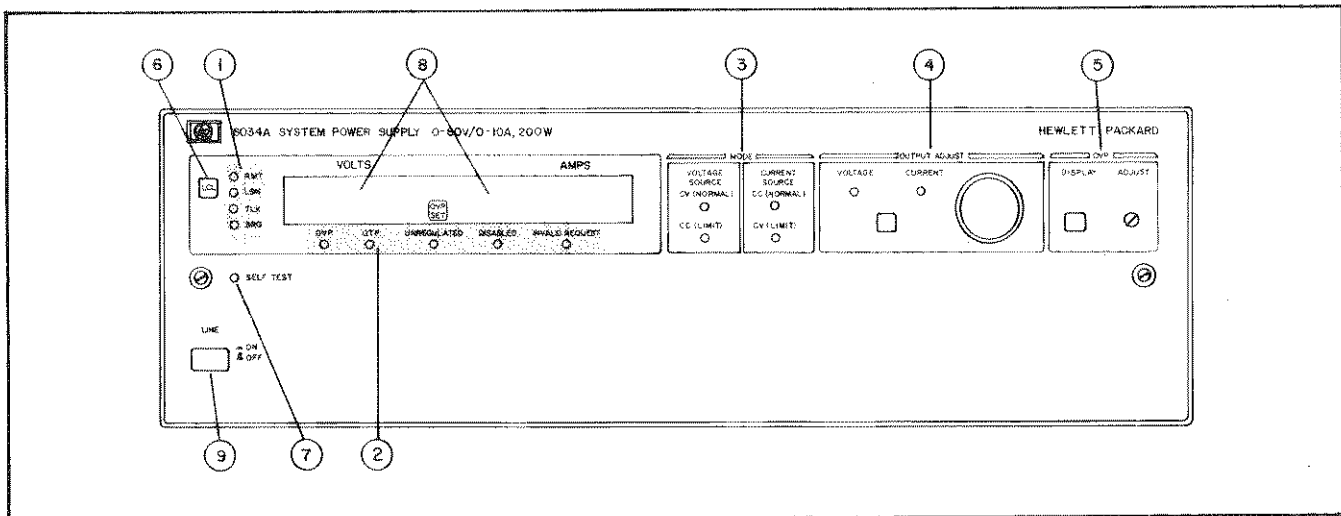 6 1 8 3 4 5
6034A SYSTEM POWER SUPPLY 0-60V/0-10A, 200W HEWLETT PACKARD
VOLTS AMPS
MODE OUTPUT ADJUST OVP
LCL
RMT
LSN
TLK
SRQ
OVP SET
OVP OTP UNREGULATED DISABLED INVALID REQUEST
VOLTAGE SOURCE
CV (NORMAL)
CC (LIMIT)
CURRENT SOURCE
CC (NORMAL)
CV (LIMIT)
VOLTAGE CURRENT
DISPLAY ADJUST
SELF TEST
LINE
ON
OFF
9 7 2